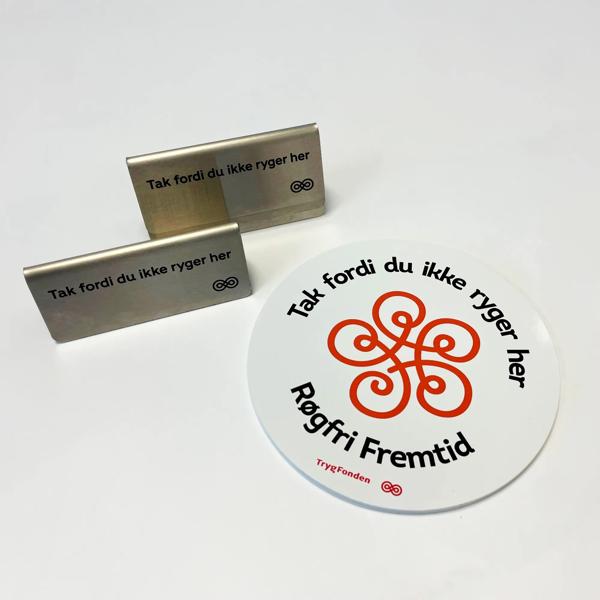 Tak fordi du ikke ryger her
Tak fordi du ikke ryger her
Tak fordi du ikke ryger her
Røgfri Fremtid
TrygFonden